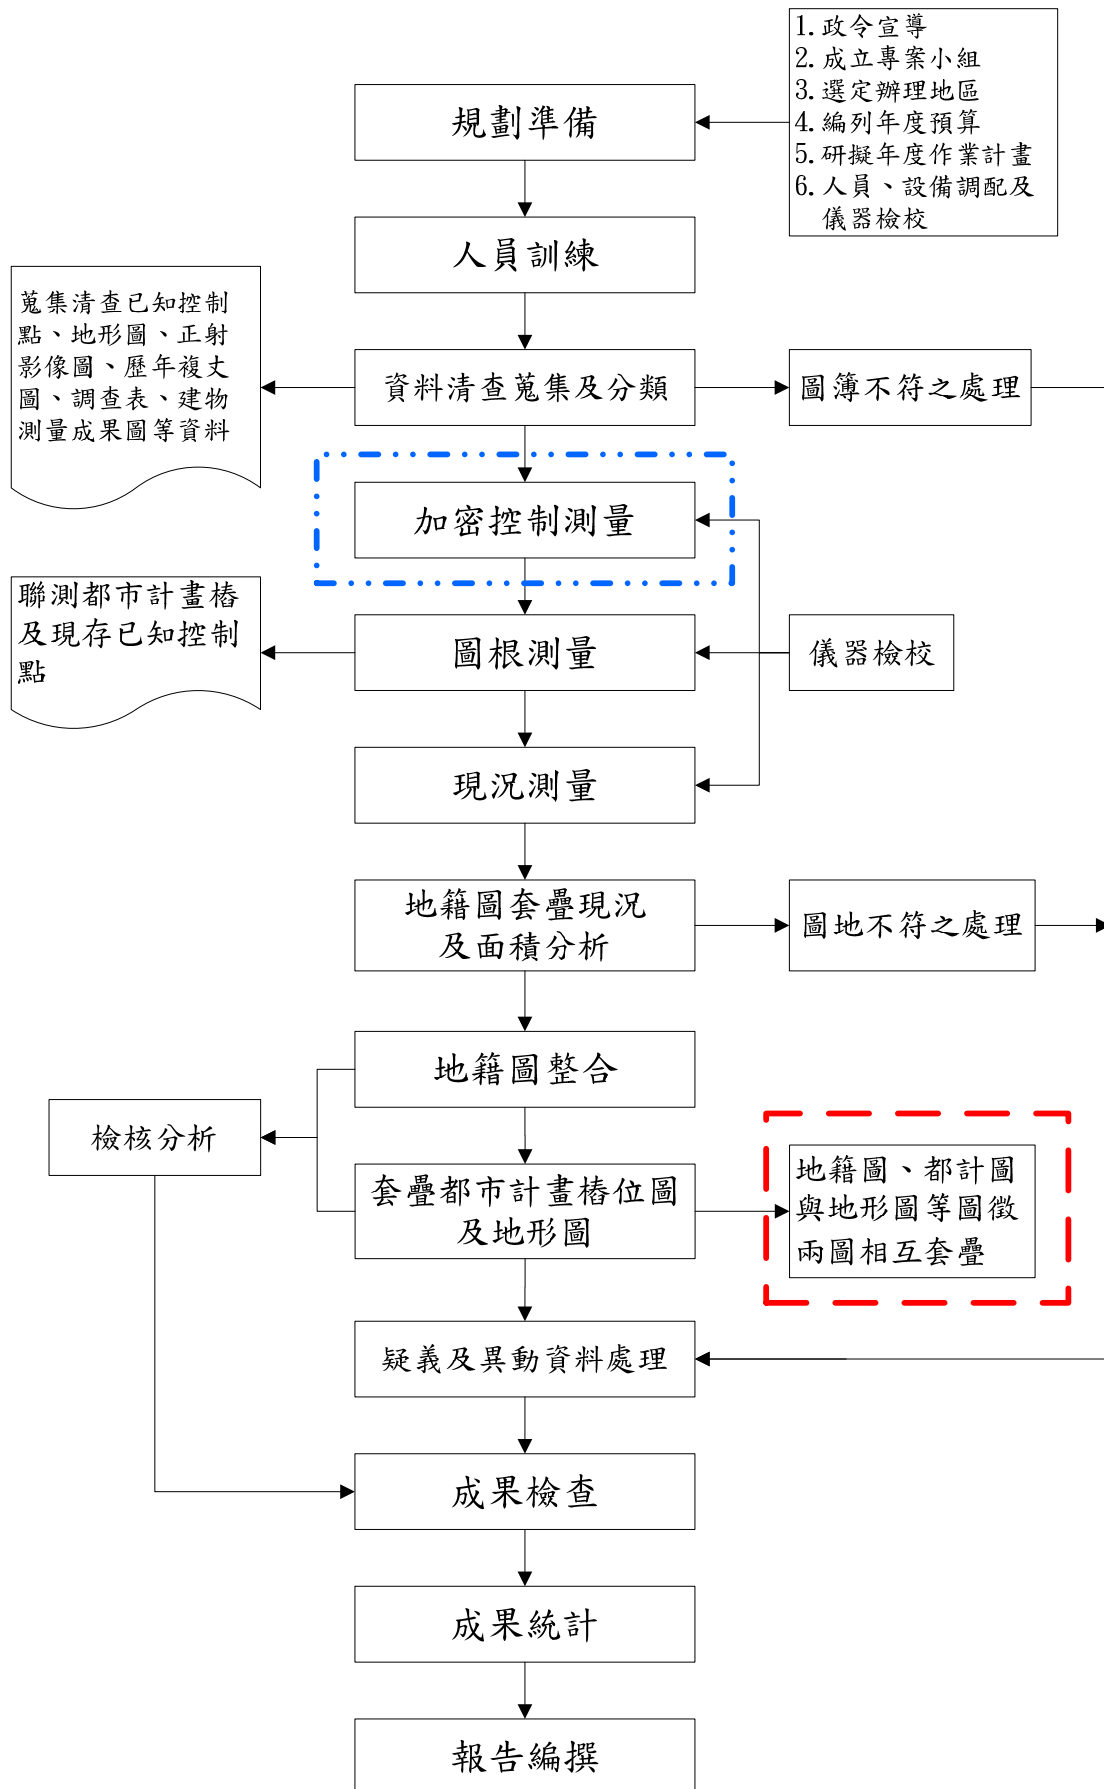 1. 政令宣導
2. 成立專案小組
3. 選定辦理地區
4. 編列年度預算
5. 研擬年度作業計畫
6. 人員、設備調配及
儀器檢校
規劃準備
人員訓練
蒐集清查已知控制
點、地形圖、正射
影像圖、歷年複丈
圖、調查表、建物
測量成果圖等資料
資料清查蒐集及分類
圖簿不符之處理
加密控制測量
聯測都市計畫樁
及現存已知控制
點
圖根測量
儀器檢校
現況測量
地籍圖套疊現況
及面積分析
圖地不符之處理
地籍圖整合
檢核分析
套疊都市計畫樁位圖
及地形圖
地籍圖、都計圖
與地形圖等圖徵
兩圖相互套疊
疑義及異動資料處理
成果檢查
成果統計
報告編撰